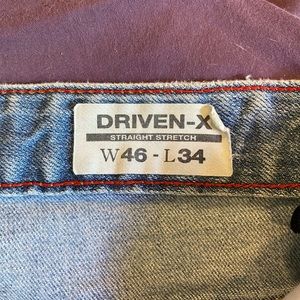 DRIVEN-X
STRAIGHT STRETCH
W46 - L34